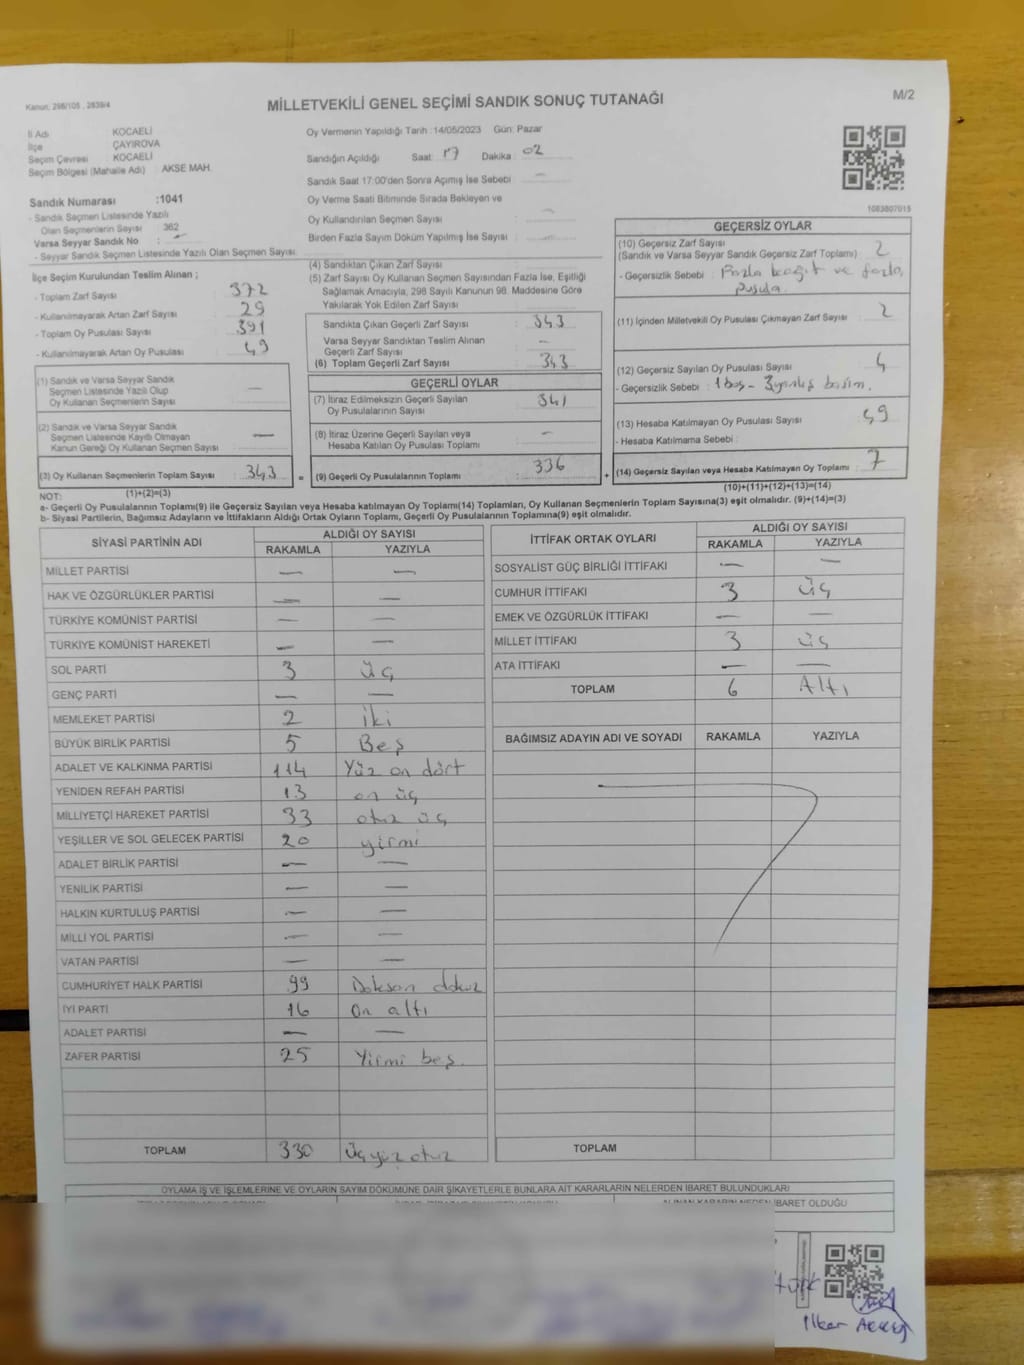 Kanun: 298/105 , 2839/4
MİLLETVEKİLİ GENEL SEÇİMİ SANDIK SONUÇ TUTANAĞI
M/2
İl Adı KOCAELİ
İlçe ÇAYIROVA
Seçim Çevresi KOCAELİ
Seçim Bölgesi (Mahalle Adı) : AKSE MAH.
Sandık Numarası :1041
- Sandık Seçmen Listesinde Yazılı
Olan Seçmenlerin Sayısı 362
Varsa Seyyar Sandık No : —
- Seyyar Sandık Seçmen Listesinde Yazılı Olan Seçmen Sayısı:
Oy Vermenin Yapıldığı Tarih :14/05/2023 Gün: Pazar
Sandığın Açıldığı Saat : 17 Dakika : 02
Sandık Saat 17:00'den Sonra Açılmış İse Sebebi : —
Oy Verme Saati Bitiminde Sırada Bekleyen ve
Oy Kullandırılan Seçmen Sayısı : —
Birden Fazla Sayım Döküm Yapılmış İse Sayısı : —
1083807015
İlçe Seçim Kurulundan Teslim Alınan ;
- Toplam Zarf Sayısı : 372
- Kullanılmayarak Artan Zarf Sayısı : 29
- Toplam Oy Pusulası Sayısı : 391
- Kullanılmayarak Artan Oy Pusulası : 49
(4) Sandıktan Çıkan Zarf Sayısı :
(5) Zarf Sayısı Oy Kullanan Seçmen Sayısından Fazla İse, Eşitliği
Sağlamak Amacıyla, 298 Sayılı Kanunun 98. Maddesine Göre
Yakılarak Yok Edilen Zarf Sayısı :
Sandıkta Çıkan Geçerli Zarf Sayısı : 343
Varsa Seyyar Sandıktan Teslim Alınan
Geçerli Zarf Sayısı : —
(6) Toplam Geçerli Zarf Sayısı : 343
GEÇERSİZ OYLAR
(10) Geçersiz Zarf Sayısı
(Sandık ve Varsa Seyyar Sandık Geçersiz Zarf Toplamı) : 2
- Geçersizlik Sebebi : Fazla kağıt ve fazla
pusula.
(11) İçinden Milletvekili Oy Pusulası Çıkmayan Zarf Sayısı : 2
(12) Geçersiz Sayılan Oy Pusulası Sayısı : 4
- Geçersizlik Sebebi : 1 boş - 3 yanlış basım.
(13) Hesaba Katılmayan Oy Pusulası Sayısı : 49
- Hesaba Katılmama Sebebi :
(14) Geçersiz Sayılan veya Hesaba Katılmayan Oy Toplamı : 7
(10)+(11)+(12)+(13)=(14)
(1) Sandık ve Varsa Seyyar Sandık
Seçmen Listesinde Yazılı Olup
Oy Kullanan Seçmenlerin Sayısı : —
(2) Sandık ve Varsa Seyyar Sandık
Seçmen Listesinde Kayıtlı Olmayan
Kanun Gereği Oy Kullanan Seçmen Sayısı : —
(3) Oy Kullanan Seçmenlerin Toplam Sayısı : 343
(1)+(2)=(3)
GEÇERLİ OYLAR
(7) İtiraz Edilmeksizin Geçerli Sayılan
Oy Pusulalarının Sayısı : 341
(8) İtiraz Üzerine Geçerli Sayılan veya
Hesaba Katılan Oy Pusulası Toplamı : —
= (9) Geçerli Oy Pusulalarının Toplamı : 336 +
NOT:
a- Geçerli Oy Pusulalarının Toplamı(9) ile Geçersiz Sayılan veya Hesaba katılmayan Oy Toplamı(14) Toplamları, Oy Kullanan Seçmenlerin Toplam Sayısına(3) eşit olmalıdır. (9)+(14)=(3)
b- Siyasi Partilerin, Bağımsız Adayların ve İttifakların Aldığı Ortak Oyların Toplamı, Geçerli Oy Pusulalarının Toplamına(9) eşit olmalıdır.
SİYASİ PARTİNİN ADI ALDIĞI OY SAYISI
RAKAMLA YAZIYLA
MİLLET PARTİSİ — —
HAK VE ÖZGÜRLÜKLER PARTİSİ — —
TÜRKİYE KOMÜNİST PARTİSİ — —
TÜRKİYE KOMÜNİST HAREKETİ — —
SOL PARTİ 3 üç
GENÇ PARTİ — —
MEMLEKET PARTİSİ 2 iki
BÜYÜK BİRLİK PARTİSİ 5 Beş
ADALET VE KALKINMA PARTİSİ 114 Yüz on dört
YENİDEN REFAH PARTİSİ 13 on üç
MİLLİYETÇİ HAREKET PARTİSİ 33 otuz üç
YEŞİLLER VE SOL GELECEK PARTİSİ 20 yirmi
ADALET BİRLİK PARTİSİ — —
YENİLİK PARTİSİ — —
HALKIN KURTULUŞ PARTİSİ — —
MİLLİ YOL PARTİSİ — —
VATAN PARTİSİ — —
CUMHURİYET HALK PARTİSİ 99 Doksan dokuz
İYİ PARTİ 16 on altı
ADALET PARTİSİ — —
ZAFER PARTİSİ 25 Yirmi beş.
TOPLAM 330 üçyüz otuz
İTTİFAK ORTAK OYLARI ALDIĞI OY SAYISI
RAKAMLA YAZIYLA
SOSYALİST GÜÇ BİRLİĞİ İTTİFAKI — —
CUMHUR İTTİFAKI 3 üç
EMEK VE ÖZGÜRLÜK İTTİFAKI — —
MİLLET İTTİFAKI 3 üç
ATA İTTİFAKI — —
TOPLAM 6 Altı
BAĞIMSIZ ADAYIN ADI VE SOYADI RAKAMLA YAZIYLA
TOPLAM
OYLAMA İŞ VE İŞLEMLERİNE VE OYLARIN SAYIM DÖKÜMÜNE DAİR ŞİKAYETLERLE BUNLARA AİT KARARLARIN NELERDEN İBARET BULUNDUKLARI
ALINAN KARARIN NEDEN İBARET OLDUĞU
İlker